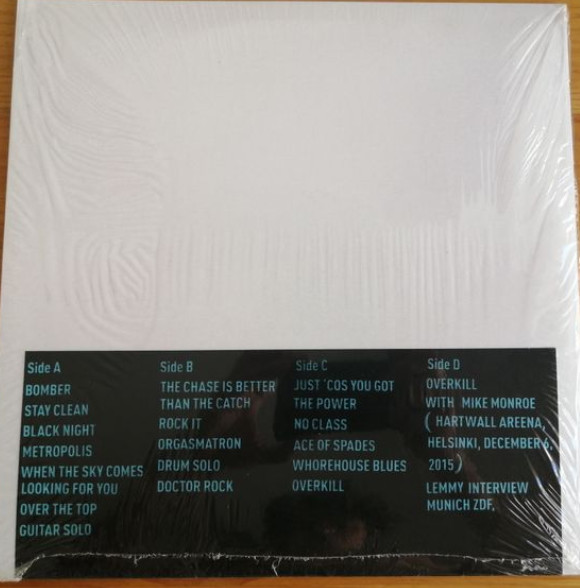 Side A
BOMBER
STAY CLEAN
BLACK NIGHT
METROPOLIS
WHEN THE SKY COMES
LOOKING FOR YOU
OVER THE TOP
GUITAR SOLO
Side B
THE CHASE IS BETTER
THAN THE CATCH
ROCK IT
ORGASMATRON
DRUM SOLO
DOCTOR ROCK
Side C
JUST 'COS YOU GOT
THE POWER
NO CLASS
ACE OF SPADES
WHOREHOUSE BLUES
OVERKILL
Side D
OVERKILL
WITH MIKE MONROE
( HARTWALL AREENA,
HELSINKI, DECEMBER 6,
2015)
LEMMY INTERVIEW
MUNICH ZDF,